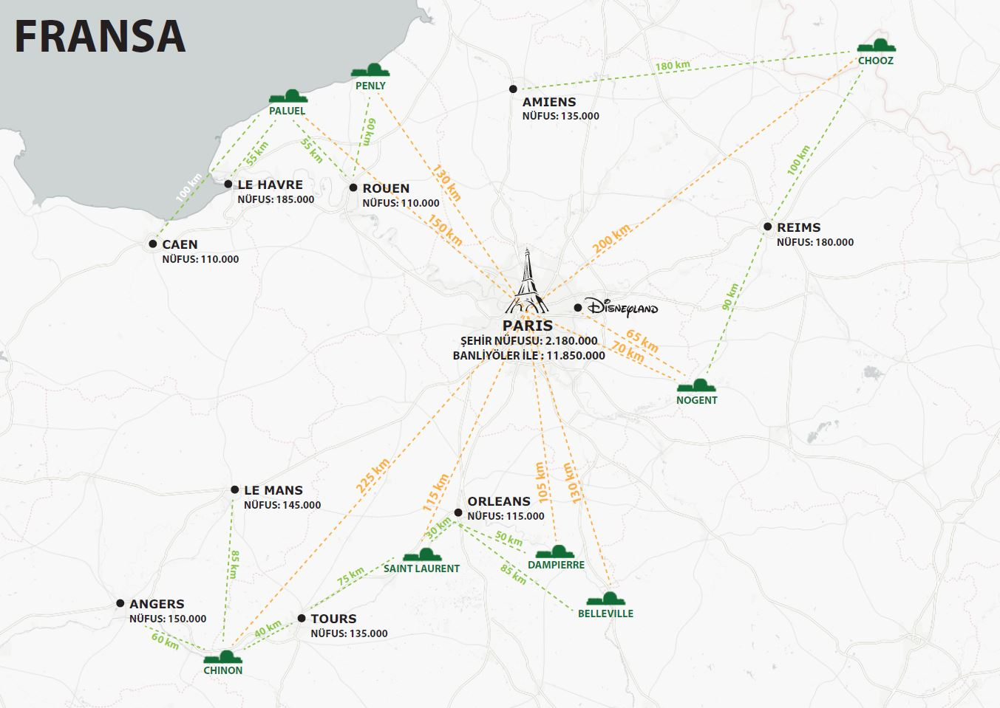 FRANSA
PENLY
PALUEL
CHOOZ
180 km
AMIENS
NÜFUS: 135.000
60 km
55 km
55 km
100 km
100 km
130 km
LE HAVRE
NÜFUS: 185.000
ROUEN
NÜFUS: 110.000
150 km
200 km
REIMS
NÜFUS: 180.000
CAEN
NÜFUS: 110.000
90 km
DISNEYLAND
PARIS
ŞEHİR NÜFUSU: 2.180.000
BANLİYÖLER İLE : 11.850.000
65 km
70 km
NOGENT
225 km
115 km
105 km
130 km
LE MANS
NÜFUS: 145.000
ORLEANS
NÜFUS: 115.000
30 km
50 km
85 km
85 km
75 km
SAINT LAURENT
DAMPIERRE
BELLEVILLE
ANGERS
NÜFUS: 150.000
TOURS
NÜFUS: 135.000
60 km
40 km
CHINON